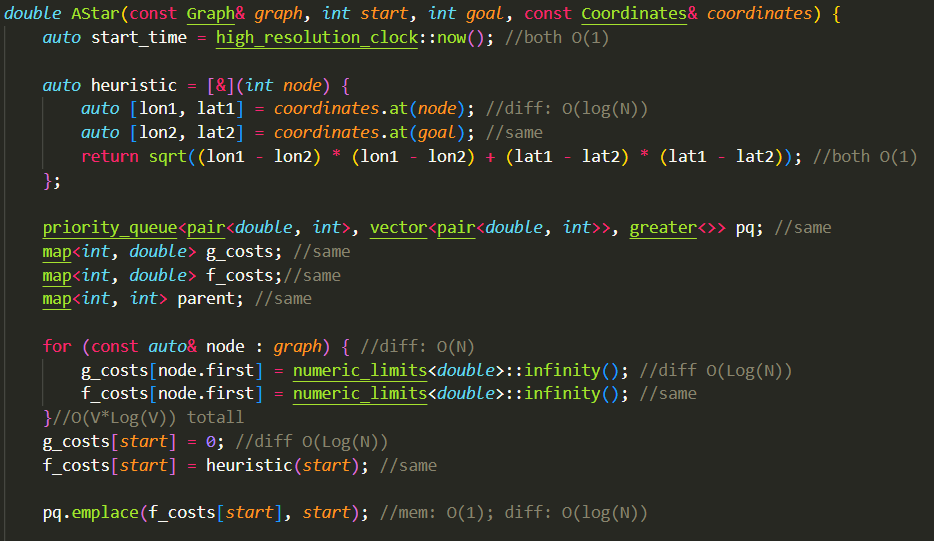 double AStar(const Graph& graph, int start, int goal, const Coordinates& coordinates) {
    auto start_time = high_resolution_clock::now(); //both O(1)

    auto heuristic = [&](int node) {
        auto [lon1, lat1] = coordinates.at(node); //diff: O(log(N))
        auto [lon2, lat2] = coordinates.at(goal); //same
        return sqrt((lon1 - lon2) * (lon1 - lon2) + (lat1 - lat2) * (lat1 - lat2)); //both O(1)
    };

    priority_queue<pair<double, int>, vector<pair<double, int>>, greater<>> pq; //same
    map<int, double> g_costs; //same
    map<int, double> f_costs;//same
    map<int, int> parent; //same

    for (const auto& node : graph) { //diff: O(N)
        g_costs[node.first] = numeric_limits<double>::infinity(); //diff O(Log(N))
        f_costs[node.first] = numeric_limits<double>::infinity(); //same
    }//O(V*Log(V)) totall
    g_costs[start] = 0; //diff O(Log(N))
    f_costs[start] = heuristic(start); //same

    pq.emplace(f_costs[start], start); //mem: O(1); diff: O(log(N))